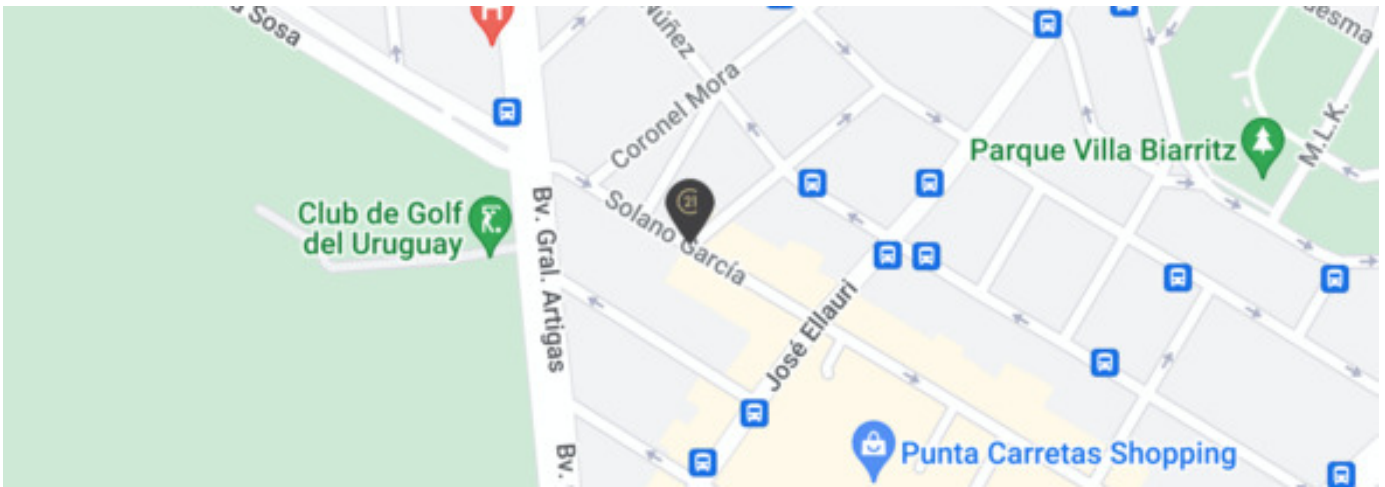 Sosa
H
Núñez
Coronel Mora
M.L.K.
Parque Villa Biarritz
21
Solano García
Club de Golf
del Uruguay
Bv. Gral. Artigas
José Ellauri
Bv.
Punta Carretas Shopping